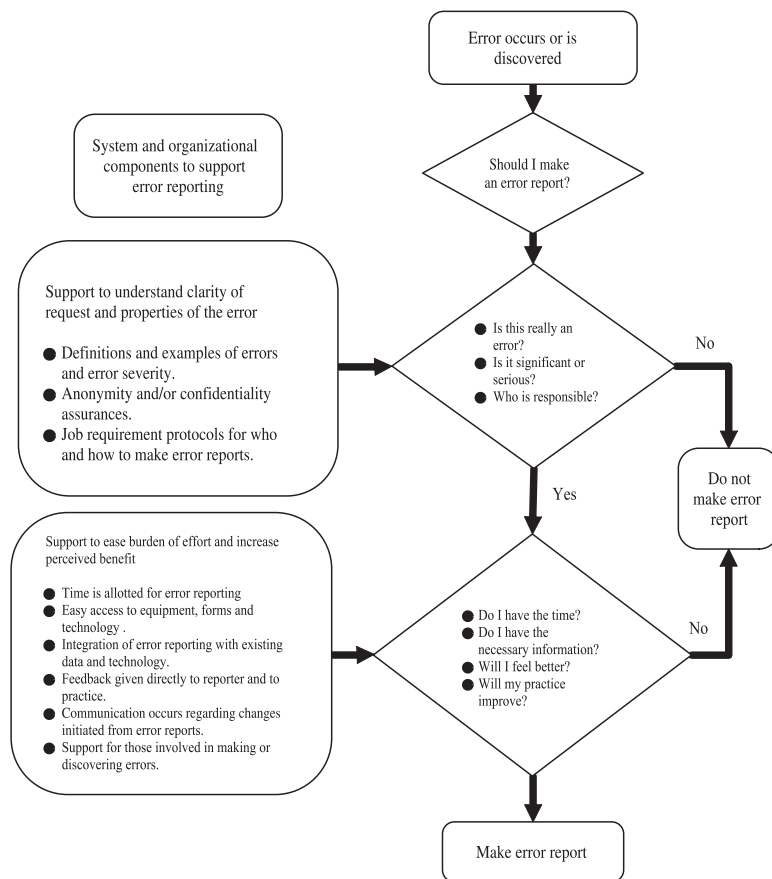 Error occurs or is
discovered
System and organizational
components to support
error reporting
Should I make
an error report?
Support to understand clarity of
request and properties of the error
● Definitions and examples of errors
and error severity.
● Anonymity and/or confidentiality
assurances.
● Job requirement protocols for who
and how to make error reports.
● Is this really an
error?
● Is it significant or
serious?
● Who is responsible?
No
Do not
make error
report
Yes
Support to ease burden of effort and increase
perceived benefit
● Time is allotted for error reporting
● Easy access to equipment, forms and
technology .
● Integration of error reporting with existing
data and technology.
● Feedback given directly to reporter and to
practice.
● Communication occurs regarding changes
initiated from error reports.
● Support for those involved in making or
discovering errors.
● Do I have the time?
● Do I have the
necessary information?
● Will I feel better?
● Will my practice
improve?
No
Make error report